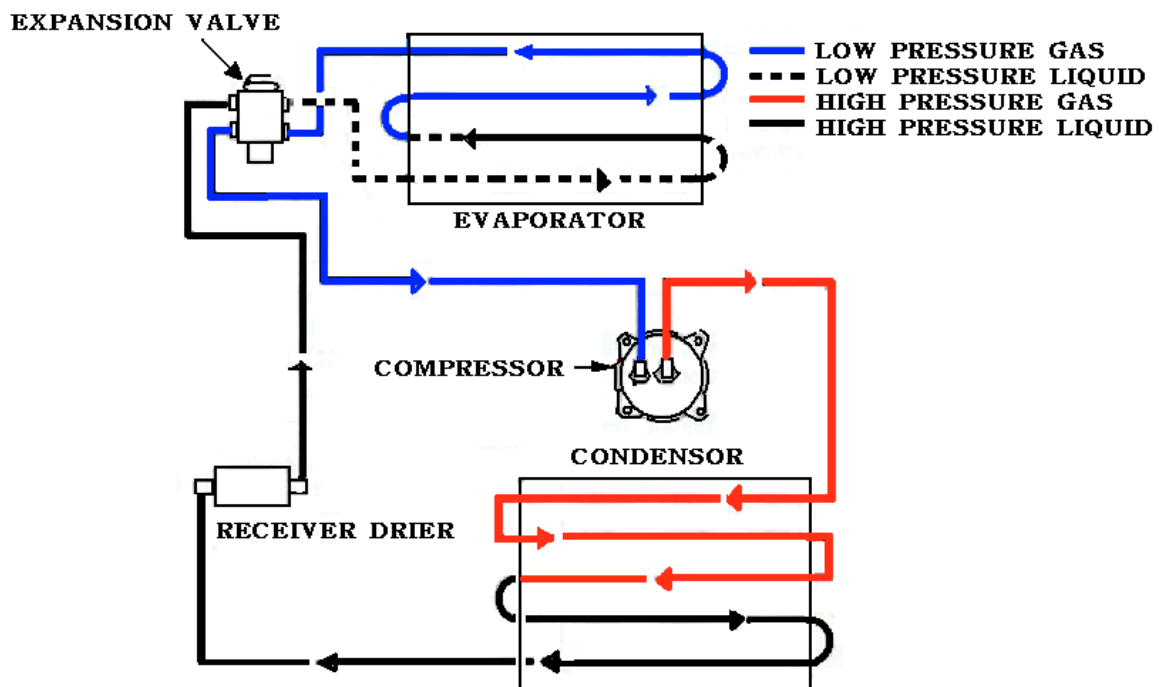 EXPANSION VALVE
LOW PRESSURE GAS
LOW PRESSURE LIQUID
HIGH PRESSURE GAS
HIGH PRESSURE LIQUID
EVAPORATOR
COMPRESSOR
CONDENSOR
RECEIVER DRIER